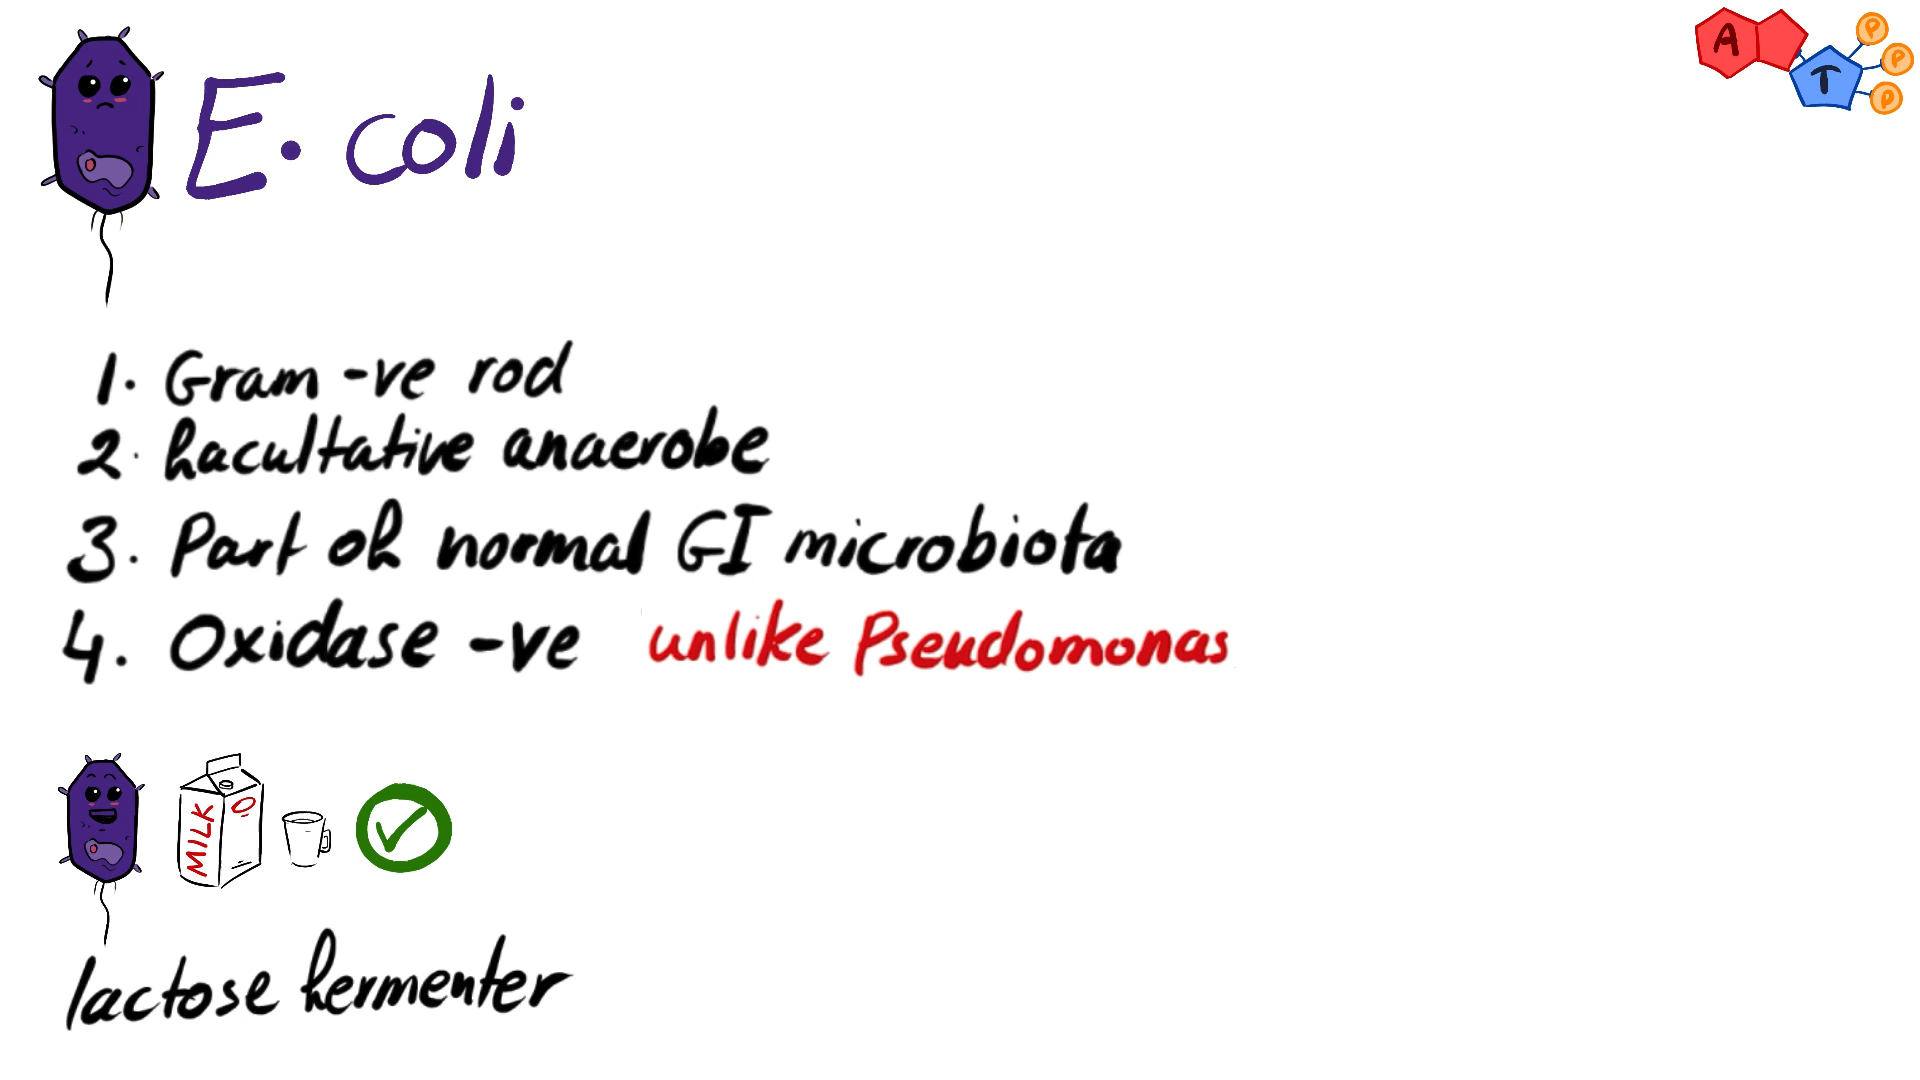 A T P P P
E. coli
1. Gram -ve rod
2. facultative anaerobe
3. Part of normal GI microbiota
4. Oxidase -ve unlike Pseudomonas
MILK
lactose fermenter